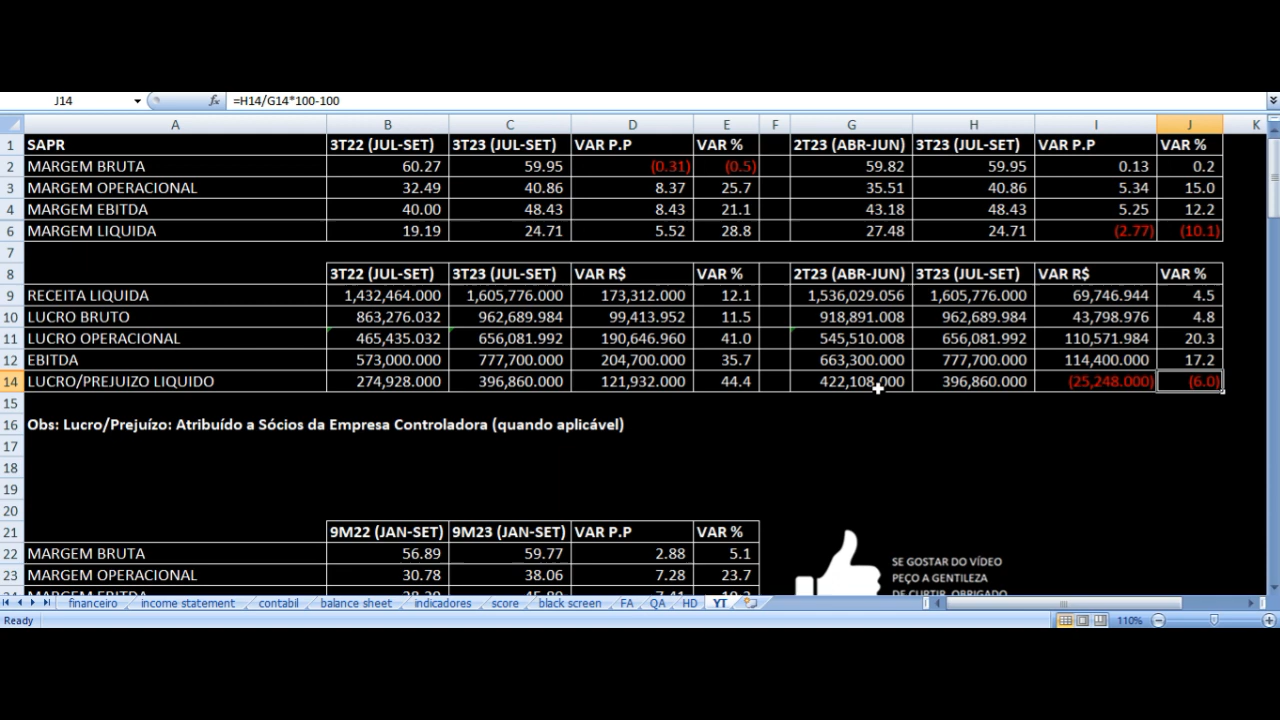 J14 fx =H14/G14*100-100
A B C D E F G H I J K
1 SAPR 3T22 (JUL-SET) 3T23 (JUL-SET) VAR P.P VAR % 2T23 (ABR-JUN) 3T23 (JUL-SET) VAR P.P VAR %
2 MARGEM BRUTA 60.27 59.95 (0.31) (0.5) 59.82 59.95 0.13 0.2
3 MARGEM OPERACIONAL 32.49 40.86 8.37 25.7 35.51 40.86 5.34 15.0
4 MARGEM EBITDA 40.00 48.43 8.43 21.1 43.18 48.43 5.25 12.2
6 MARGEM LIQUIDA 19.19 24.71 5.52 28.8 27.48 24.71 (2.77) (10.1)
7
8 3T22 (JUL-SET) 3T23 (JUL-SET) VAR R$ VAR % 2T23 (ABR-JUN) 3T23 (JUL-SET) VAR R$ VAR %
9 RECEITA LIQUIDA 1,432,464.000 1,605,776.000 173,312.000 12.1 1,536,029.056 1,605,776.000 69,746.944 4.5
10 LUCRO BRUTO 863,276.032 962,689.984 99,413.952 11.5 918,891.008 962,689.984 43,798.976 4.8
11 LUCRO OPERACIONAL 465,435.032 656,081.992 190,646.960 41.0 545,510.008 656,081.992 110,571.984 20.3
12 EBITDA 573,000.000 777,700.000 204,700.000 35.7 663,300.000 777,700.000 114,400.000 17.2
14 LUCRO/PREJUIZO LIQUIDO 274,928.000 396,860.000 121,932.000 44.4 422,108.000 396,860.000 (25,248.000) (6.0)
15
16 Obs: Lucro/Prejuízo: Atribuído a Sócios da Empresa Controladora (quando aplicável)
17
18
19
20
21 9M22 (JAN-SET) 9M23 (JAN-SET) VAR P.P VAR %
22 MARGEM BRUTA 56.89 59.77 2.88 5.1
23 MARGEM OPERACIONAL 30.78 38.06 7.28 23.7
SE GOSTAR DO VÍDEO
PEÇO A GENTILEZA
DE CURTIR. OBRIGADO
financeiro income statement contabil balance sheet indicadores score black screen FA QA HD YT
Ready 110%